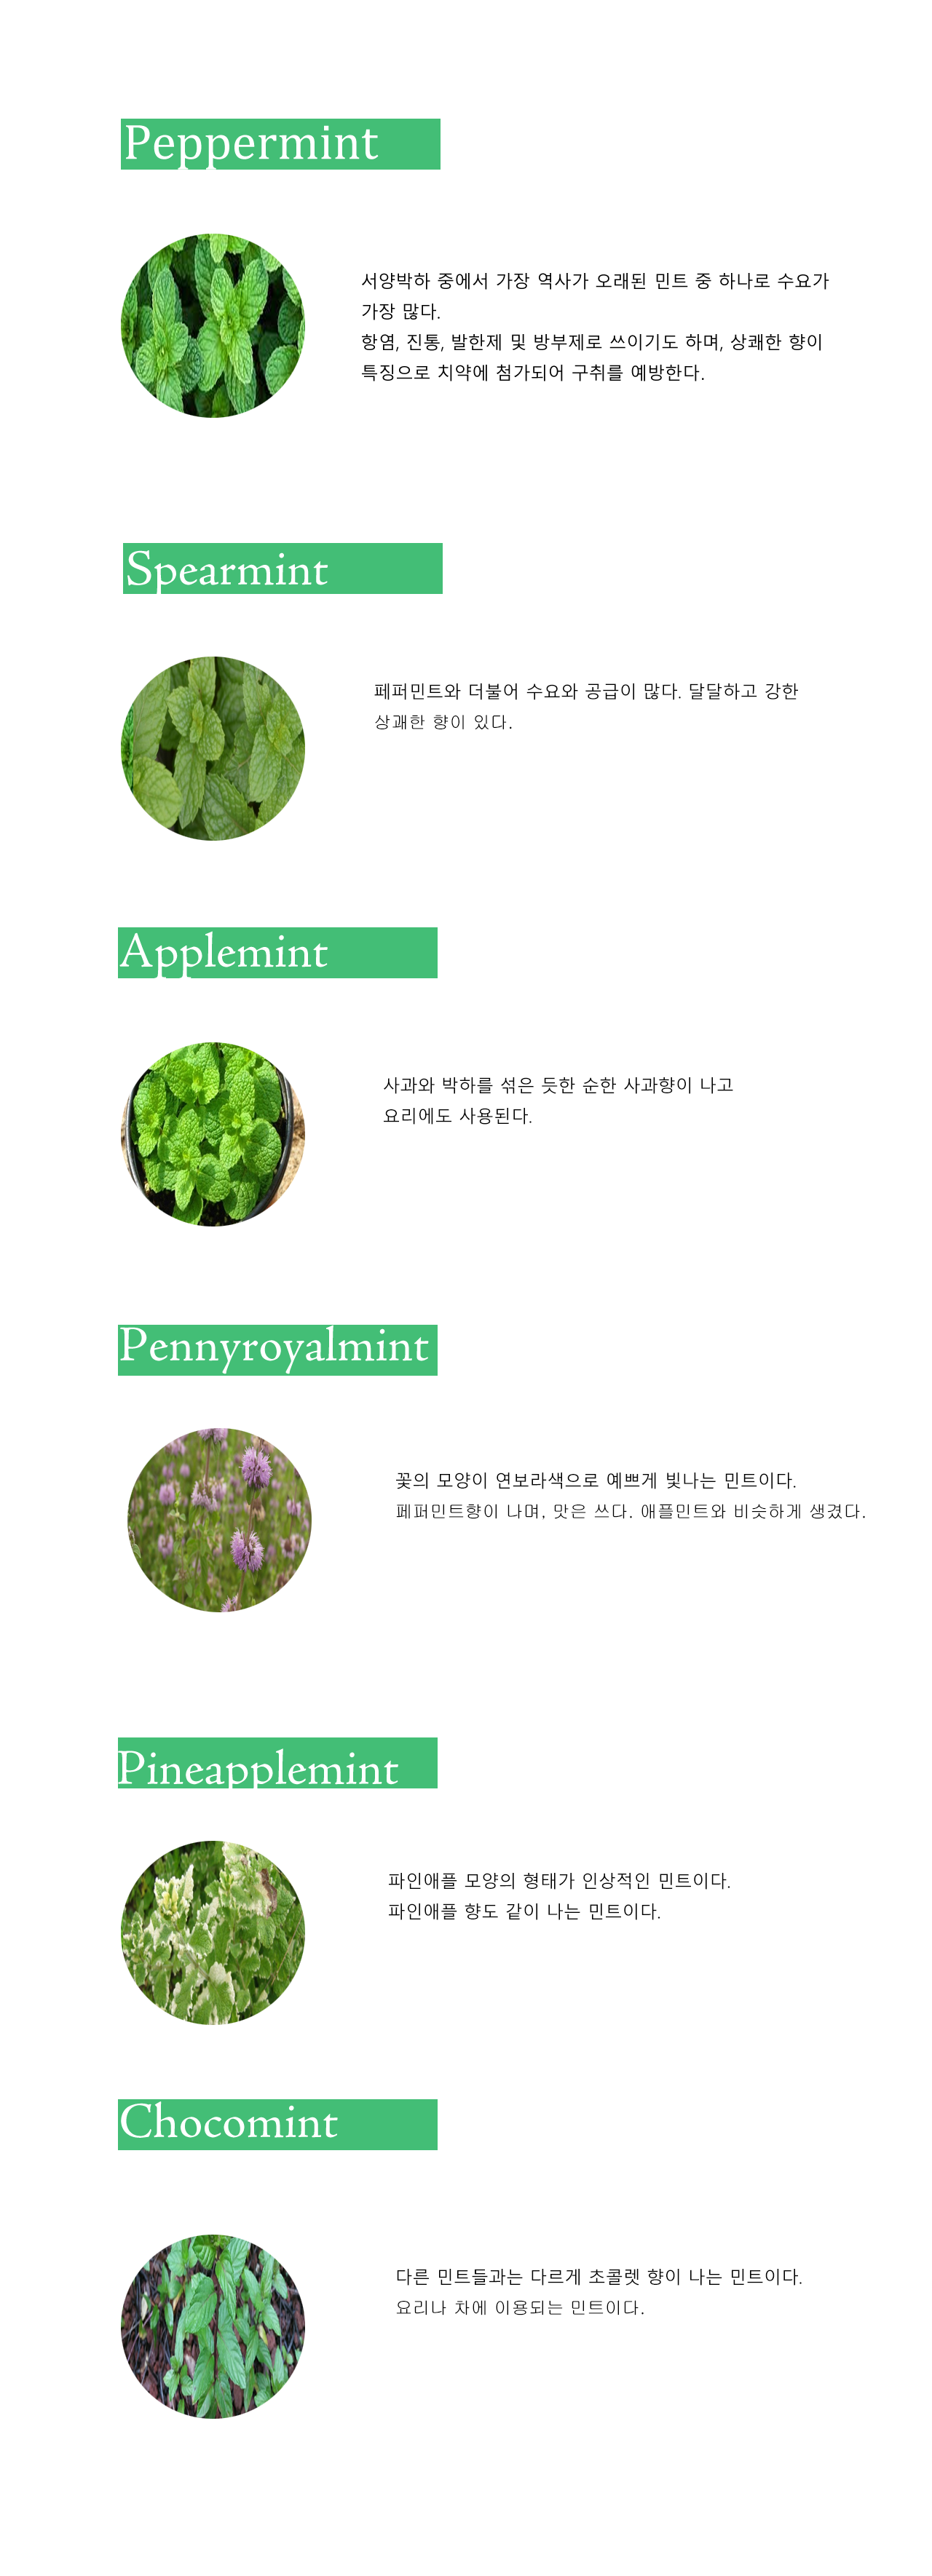 Peppermint
서양박하 중에서 가장 역사가 오래된 민트 중 하나로 수요가
가장 많다.
항염, 진통, 발한제 및 방부제로 쓰이기도 하며, 상쾌한 향이
특징으로 치약에 첨가되어 구취를 예방한다.
Spearmint
페퍼민트와 더불어 수요와 공급이 많다. 달달하고 강한
상쾌한 향이 있다.
Applemint
사과와 박하를 섞은 듯한 순한 사과향이 나고
요리에도 사용된다.
Pennyroyalmint
꽃의 모양이 연보라색으로 예쁘게 빛나는 민트이다.
페퍼민트향이 나며, 맛은 쓰다. 애플민트와 비슷하게 생겼다.
Pineapplemint
파인애플 모양의 형태가 인상적인 민트이다.
파인애플 향도 같이 나는 민트이다.
Chocomint
다른 민트들과는 다르게 초콜렛 향이 나는 민트이다.
요리나 차에 이용되는 민트이다.